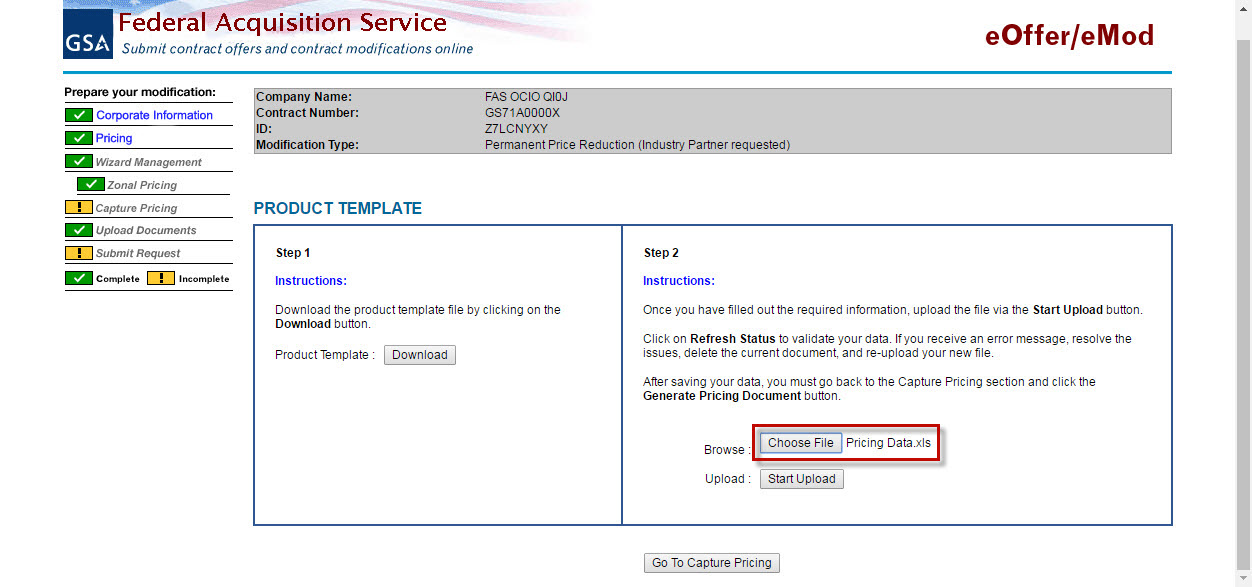 GSA
Federal Acquisition Service
Submit contract offers and contract modifications online
eOffer/eMod
Prepare your modification:
Corporate Information
Pricing
Wizard Management
Zonal Pricing
! Capture Pricing
Upload Documents
! Submit Request
Complete ! Incomplete
Company Name: FAS OCIO QI0J
Contract Number: GS71A0000X
ID: Z7LCNYXY
Modification Type: Permanent Price Reduction (Industry Partner requested)
PRODUCT TEMPLATE
Step 1
Instructions:
Download the product template file by clicking on the
Download button.
Product Template : Download
Step 2
Instructions:
Once you have filled out the required information, upload the file via the Start Upload button.
Click on Refresh Status to validate your data. If you receive an error message, resolve the
issues, delete the current document, and re-upload your new file.
After saving your data, you must go back to the Capture Pricing section and click the
Generate Pricing Document button.
Browse : Choose File Pricing Data.xls
Upload : Start Upload
Go To Capture Pricing